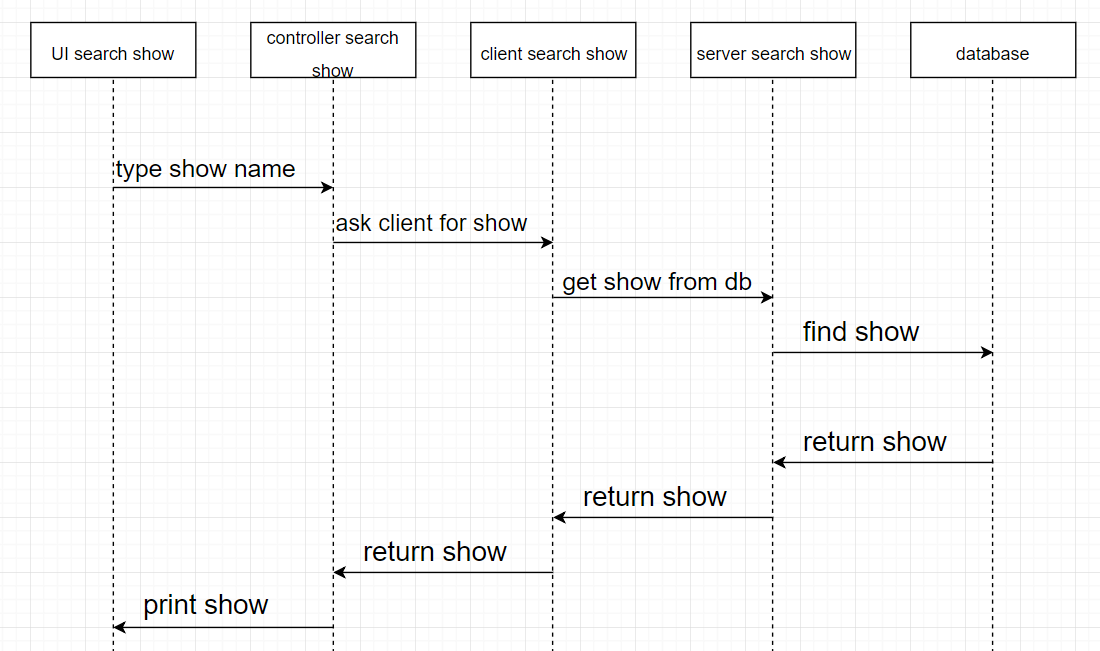 UI search show
controller search
show
client search show
server search show
database
type show name
ask client for show
get show from db
find show
return show
return show
return show
print show